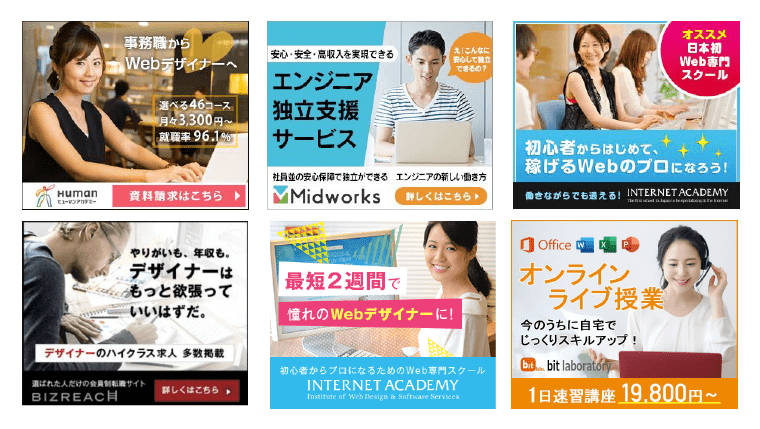 事務職から
Webデザイナーへ
選べる46コース
月々3,300円〜
就職率 96.1%
Human
ヒューマンアカデミー
資料請求はこちら
安心・安全・高収入を実現できる
え！こんなに
安心して独立
できるの？
エンジニア
独立支援
サービス
社員並の安心保障で独立ができる エンジニアの新しい働き方
Midworks
詳しくはこちら
オススメ
日本初
Web専門
スクール
初心者からはじめて、
稼げるWebのプロになろう!
働きながらでも通える! INTERNET ACADEMY
The first school in Japan to be specializing in the Internet
やりがいも、年収も。
デザイナーは
もっと欲張って
いいはずだ。
デザイナーのハイクラス求人 多数掲載
選ばれた人だけの会員制転職サイト
BIZREACH
詳しくはこちら
最短2週間で
憧れのWebデザイナーに!
初心者からプロになるためのWeb専門スクール
INTERNET ACADEMY
Institute of Web Design & Software Services
Office W X P
オンライン
ライブ授業
今のうちに自宅で
じっくりスキルアップ！
bit labo. bit laboratory
1日速習講座 19,800円〜